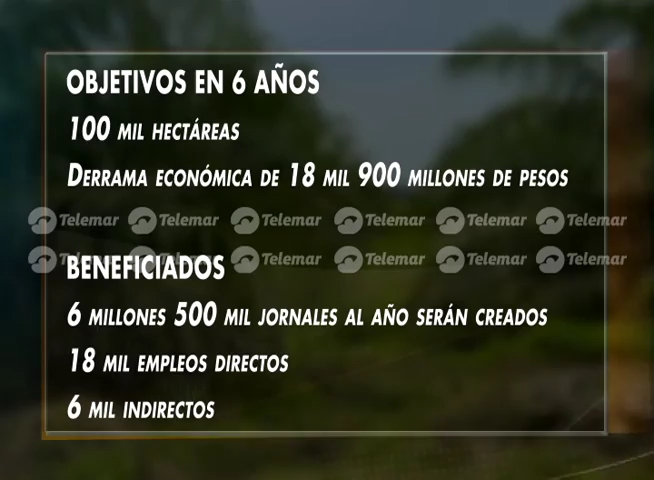 OBJETIVOS EN 6 AÑOS
100 MIL HECTÁREAS
DERRAMA ECONÓMICA DE 18 MIL 900 MILLONES DE PESOS
Telemar Telemar Telemar Telemar Telemar Telemar
Telemar Telemar Telemar Telemar Telemar Telemar
BENEFICIADOS
6 MILLONES 500 MIL JORNALES AL AÑO SERÁN CREADOS
18 MIL EMPLEOS DIRECTOS
6 MIL INDIRECTOS